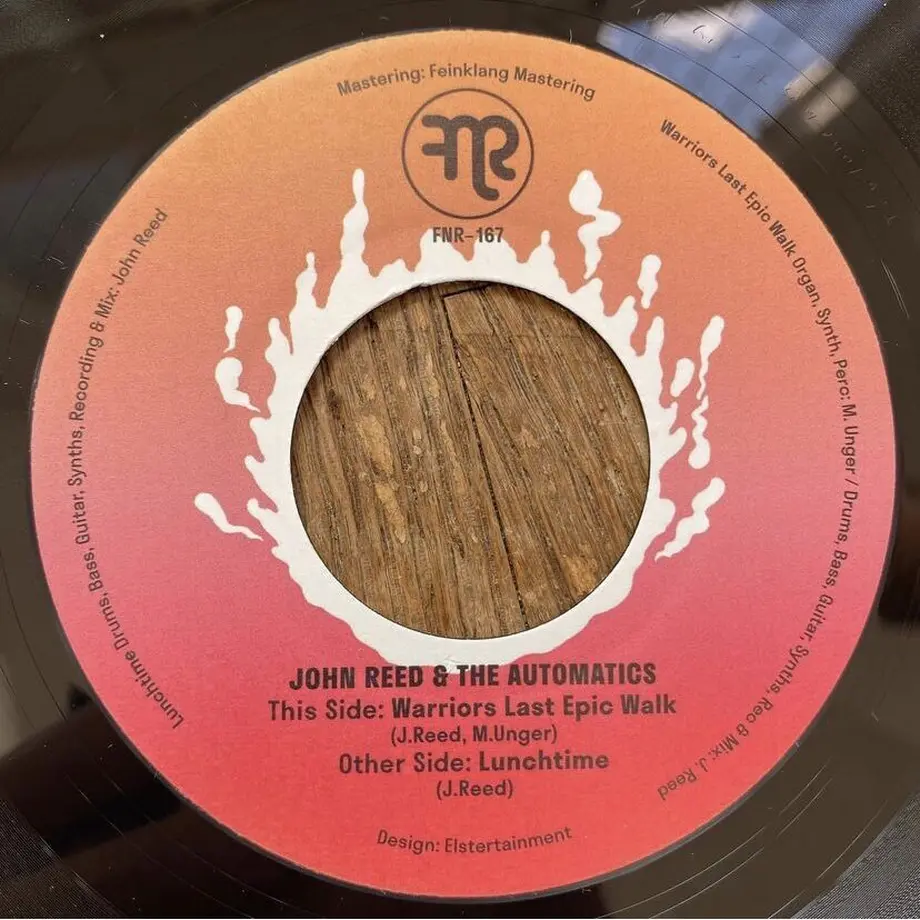 Mastering: Feinklang Mastering
FNR
FNR-167
Warriors Last Epic Walk Organ, Synth, Perc: M. Unger / Drums, Bass, Guitar, Synths, Rec & Mix: J. Reed
Lunchtime Drums, Bass, Guitar, Synths, Recording & Mix: John Reed
JOHN REED & THE AUTOMATICS
This Side: Warriors Last Epic Walk
(J.Reed, M.Unger)
Other Side: Lunchtime
(J.Reed)
Design: Elstertainment